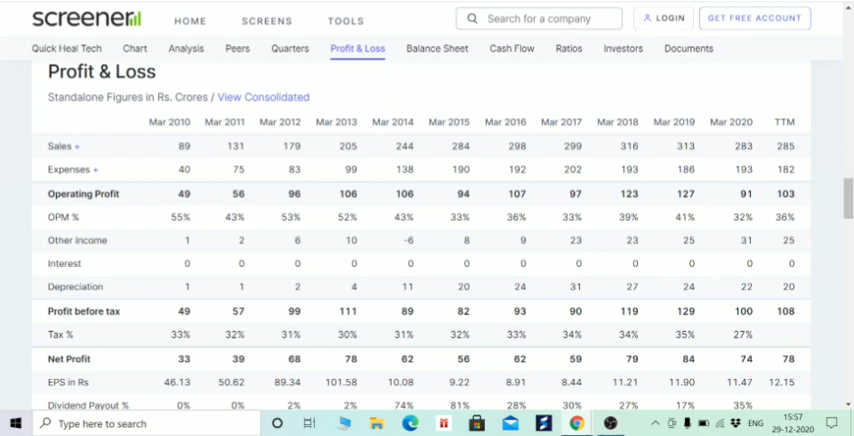 screener
HOME SCREENS TOOLS Search for a company LOGIN GET FREE ACCOUNT
Quick Heal Tech Chart Analysis Peers Quarters Profit & Loss Balance Sheet Cash Flow Ratios Investors Documents
Profit & Loss
Standalone Figures in Rs. Crores / View Consolidated
Mar 2010 Mar 2011 Mar 2012 Mar 2013 Mar 2014 Mar 2015 Mar 2016 Mar 2017 Mar 2018 Mar 2019 Mar 2020 TTM
Sales + 89 131 179 205 244 284 298 299 316 313 283 285
Expenses + 40 75 83 99 138 190 192 202 193 186 193 182
Operating Profit 49 56 96 106 106 94 107 97 123 127 91 103
OPM % 55% 43% 53% 52% 43% 33% 36% 33% 39% 41% 32% 36%
Other Income 1 2 6 10 -6 8 9 23 23 25 31 25
Interest 0 0 0 0 0 0 0 0 0 0 0 0
Depreciation 1 1 2 4 11 20 24 31 27 24 22 20
Profit before tax 49 57 99 111 89 82 93 90 119 129 100 108
Tax % 33% 32% 31% 30% 31% 32% 33% 34% 34% 35% 27%
Net Profit 33 39 68 78 62 56 62 59 79 84 74 78
EPS in Rs 46.13 50.62 89.34 101.58 10.08 9.22 8.91 8.44 11.21 11.90 11.47 12.15
Dividend Payout % 0% 0% 2% 2% 74% 81% 28% 30% 27% 17% 35%
Type here to search ENG 15:57
29-12-2020